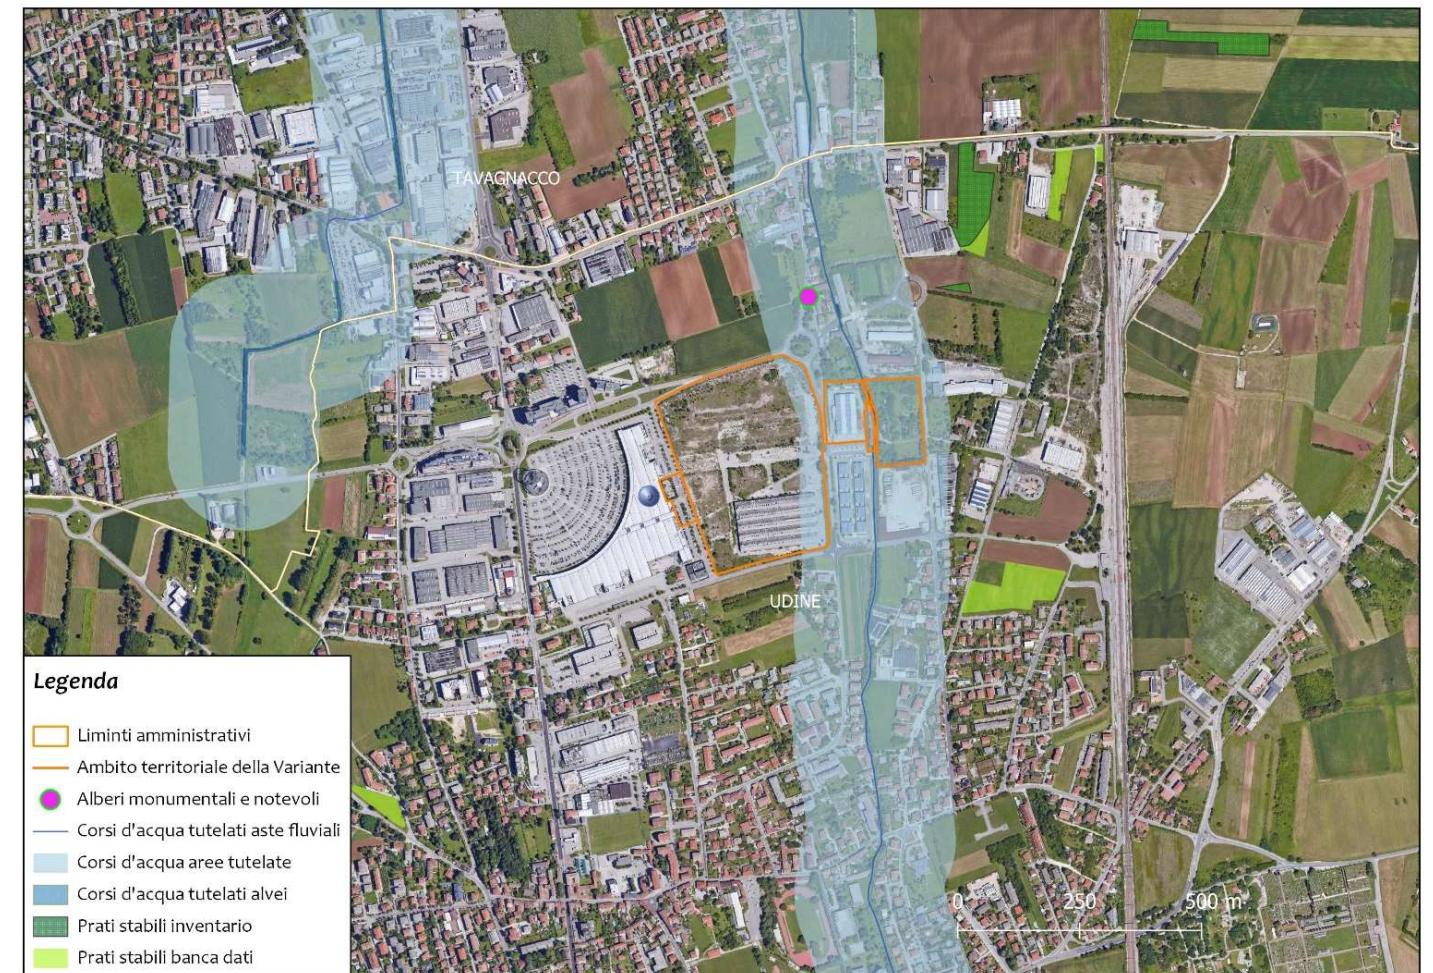 TAVAGNACCO
UDINE
Legenda
Liminti amministrativi
Ambito territoriale della Variante
Alberi monumentali e notevoli
Corsi d'acqua tutelati aste fluviali
Corsi d'acqua aree tutelate
Corsi d'acqua tutelati alvei
Prati stabili inventario
Prati stabili banca dati
0 250 500 m